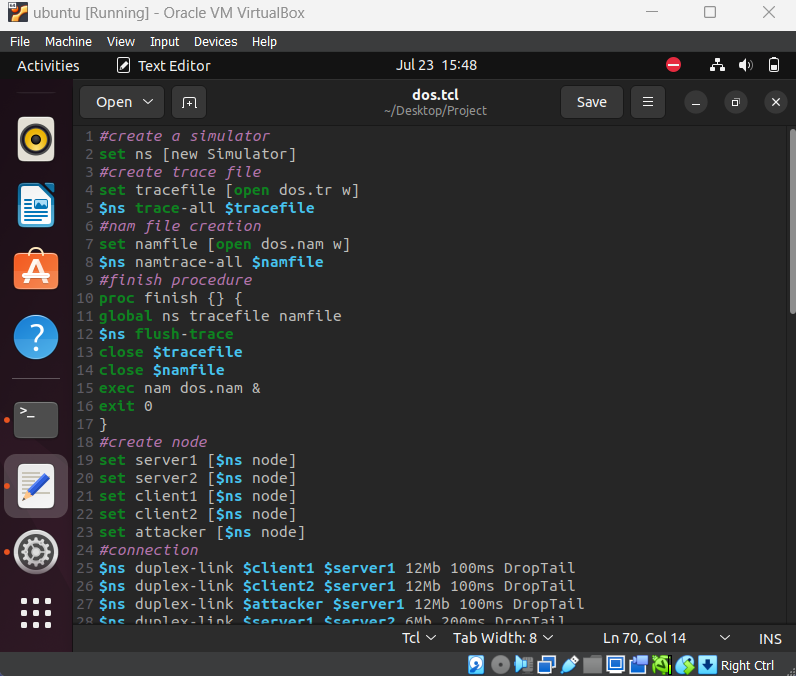 ubuntu [Running] - Oracle VM VirtualBox
File Machine View Input Devices Help
Activities Text Editor Jul 23 15:48
Open dos.tcl Save
~/Desktop/Project
1 #create a simulator
2 set ns [new Simulator]
3 #create trace file
4 set tracefile [open dos.tr w]
5 $ns trace-all $tracefile
6 #nam file creation
7 set namfile [open dos.nam w]
8 $ns namtrace-all $namfile
9 #finish procedure
10 proc finish {} {
11 global ns tracefile namfile
12 $ns flush-trace
13 close $tracefile
14 close $namfile
15 exec nam dos.nam &
16 exit 0
17 }
18 #create node
19 set server1 [$ns node]
20 set server2 [$ns node]
21 set client1 [$ns node]
22 set client2 [$ns node]
23 set attacker [$ns node]
24 #connection
25 $ns duplex-link $client1 $server1 12Mb 100ms DropTail
26 $ns duplex-link $client2 $server1 12Mb 100ms DropTail
27 $ns duplex-link $attacker $server1 12Mb 100ms DropTail
28 $ns duplex-link $server1 $server2 6Mb 200ms DropTail
Tcl Tab Width: 8 Ln 70, Col 14 INS
Right Ctrl